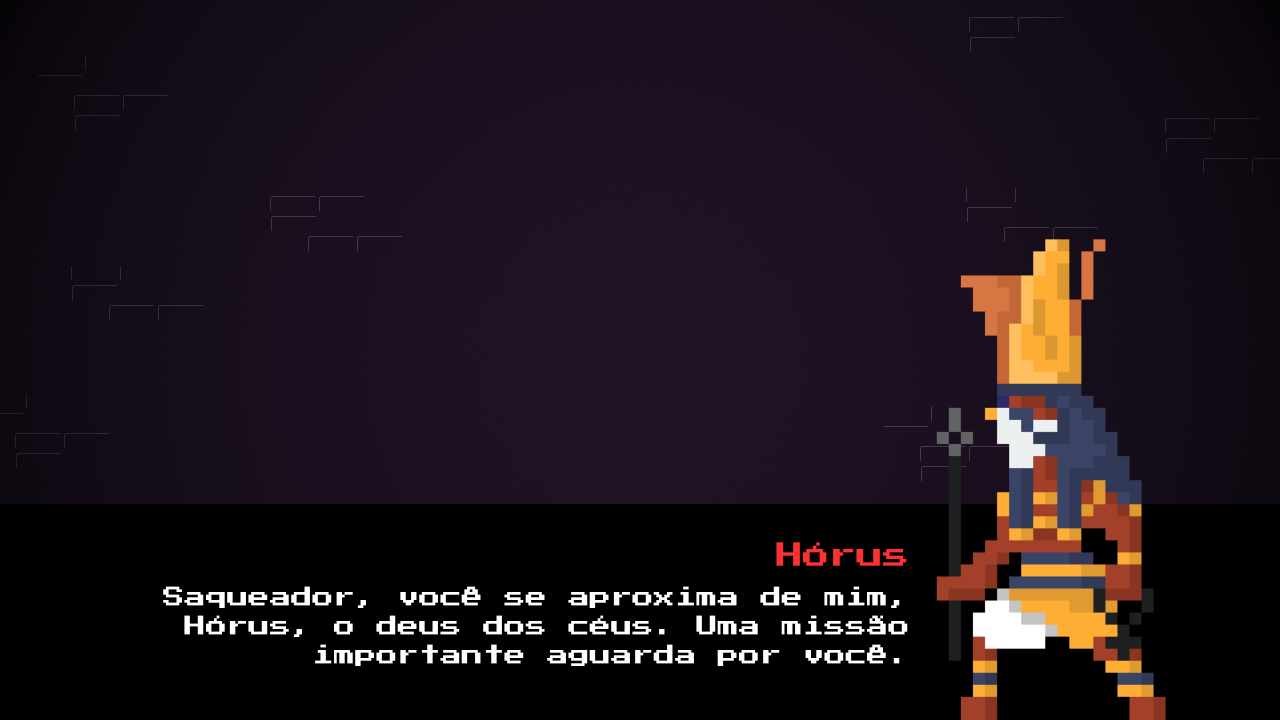 Hórus
Saqueador, você se aproxima de mim,
Hórus, o deus dos céus. Uma missão
importante aguarda por você.